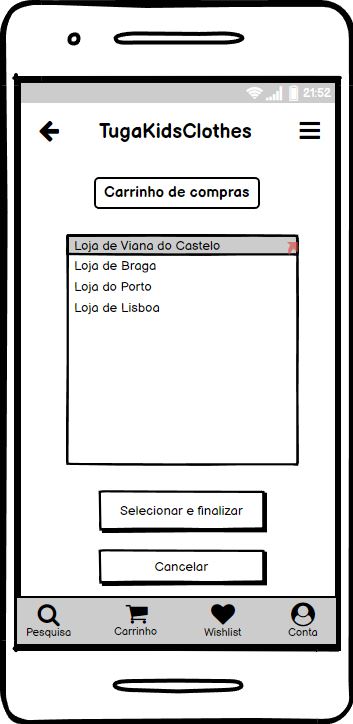 21:52
TugaKidsClothes
Carrinho de compras
Loja de Viana do Castelo
Loja de Braga
Loja do Porto
Loja de Lisboa
Selecionar e finalizar
Cancelar
Pesquisa Carrinho Wishlist Conta